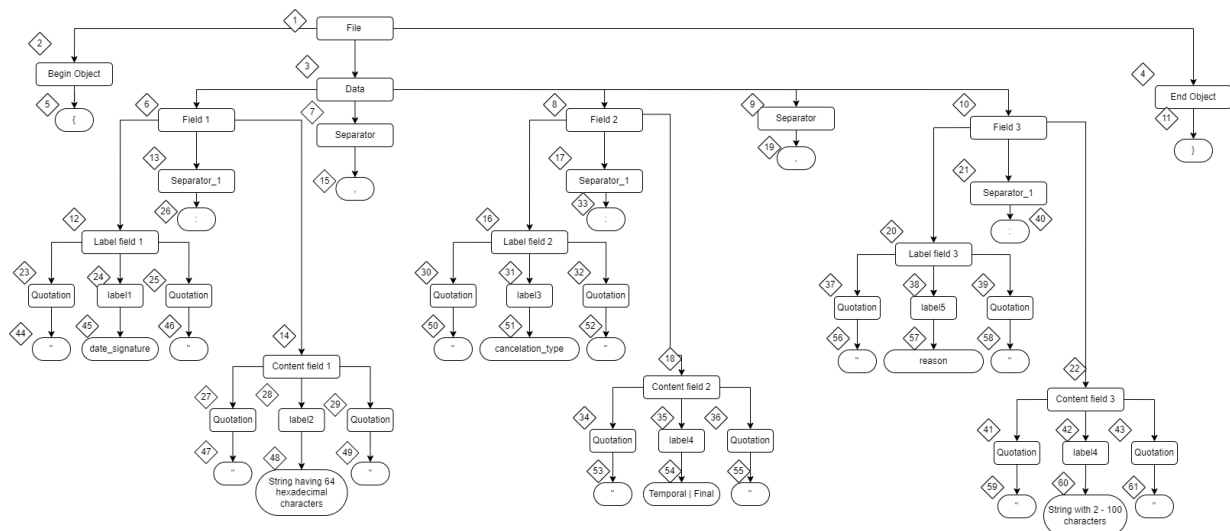 1
File
2
Begin Object
3
4
Data
End Object
5
{
6
Field 1
7
Separator
8
Field 2
9
Separator
10
Field 3
11
}
13
Separator_1
15
,
17
Separator_1
19
,
21
Separator_1
12
Label field 1
26
:
16
Label field 2
33
:
20
Label field 3
40
:
23
Quotation
24
label1
25
Quotation
30
Quotation
31
label3
32
Quotation
37
Quotation
38
label5
39
Quotation
44
"
45
date_signature
46
"
50
"
51
cancelation_type
52
"
56
"
57
reason
58
"
14
Content field 1
18
Content field 2
22
Content field 3
27
Quotation
28
label2
29
Quotation
34
Quotation
35
label4
36
Quotation
41
Quotation
42
label4
43
Quotation
47
"
48
String having 64
hexadecimal
characters
49
"
53
"
54
Temporal | Final
55
"
59
"
60
String with 2 - 100
characters
61
"